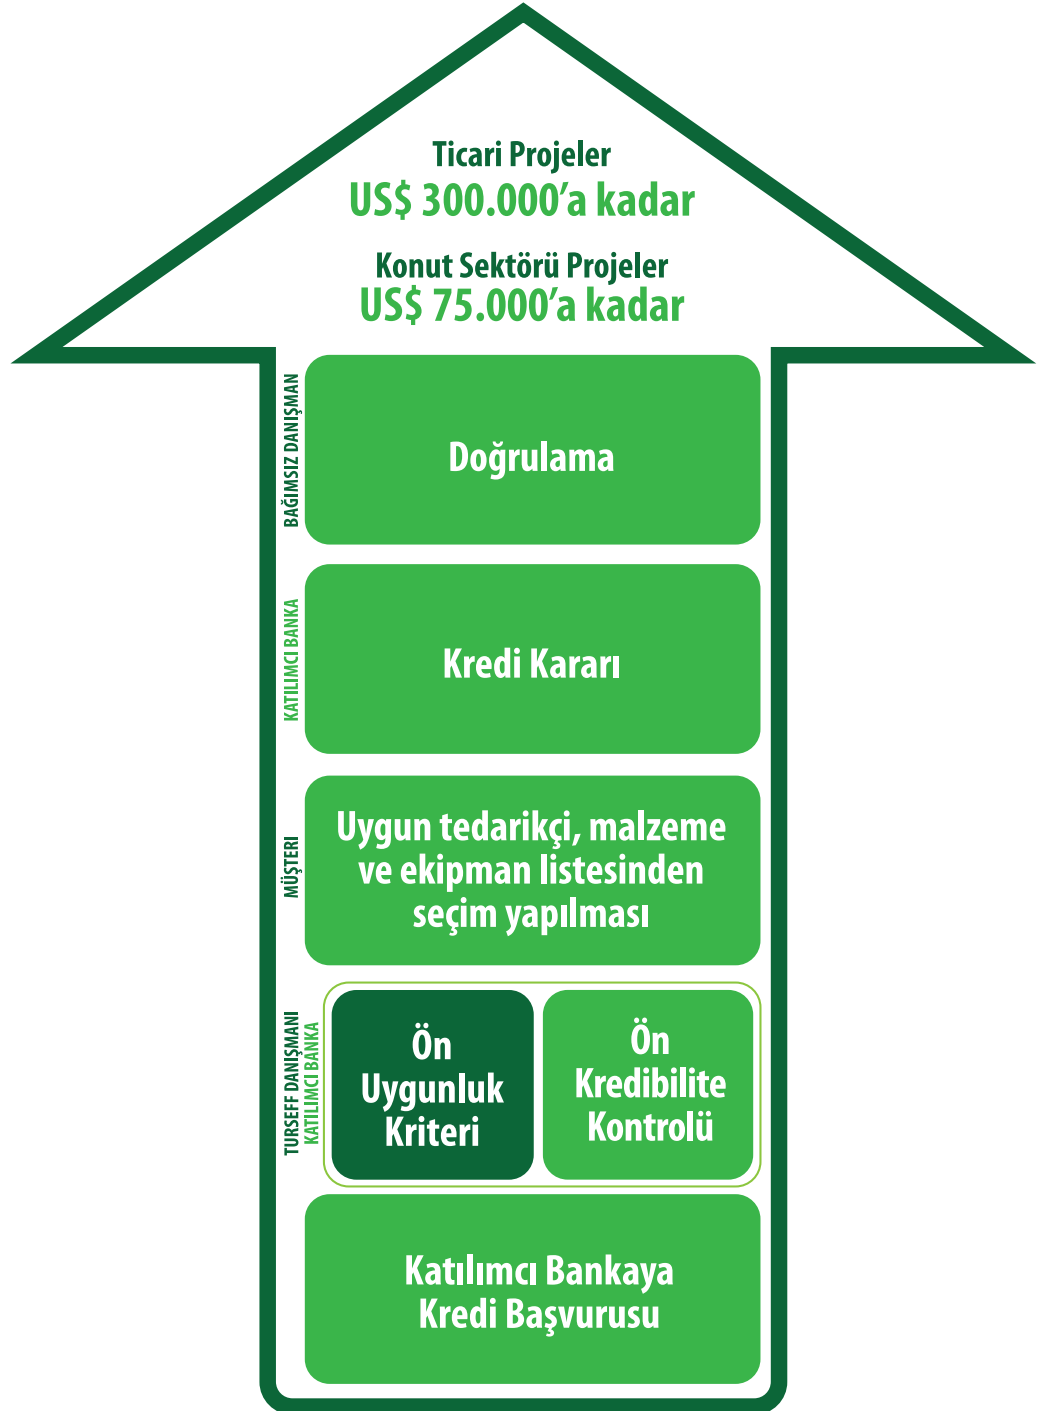 Ticari Projeler
US$ 300.000’a kadar
Konut Sektörü Projeler
US$ 75.000’a kadar
BAĞIMSIZ DANIŞMAN
Doğrulama
KATILIMCI BANKA
Kredi Kararı
MÜŞTERİ
Uygun tedarikçi, malzeme
ve ekipman listesinden
seçim yapılması
TURSEFF DANIŞMANI
KATILIMCI BANKA
Ön
Uygunluk
Kriteri
Ön
Kredibilite
Kontrolü
Katılımcı Bankaya
Kredi Başvurusu